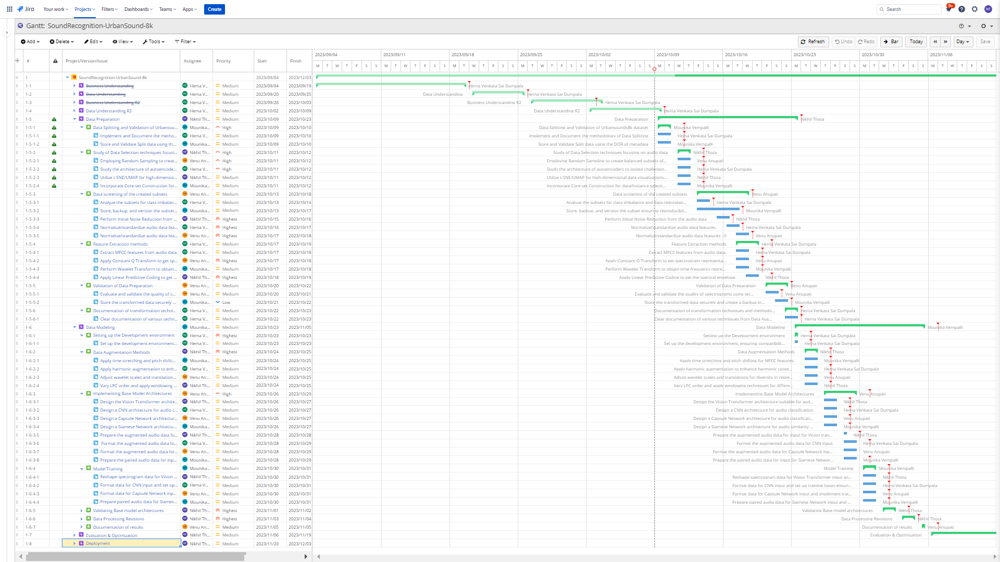 Jira Your work Projects Filters Dashboards Teams Apps Create Search 9+ NT
Gantt: SoundRecognition-UrbanSound-8k
Add Delete Edit View Tools Filter Refresh Undo Redo Bar Today « » Day Save
# Project/Version/Issue Assignee Priority Start Finish
2023/09/04 2023/09/11 2023/09/18 2023/09/25 2023/10/02 2023/10/09 2023/10/16 2023/10/23 2023/10/30 2023/11/06
M T W T F S S M T W T F S S M T W T F S S M T W T F S S M T W T F S S M T W T F S S M T W T F S S M T W T F S S M T W T F S S M T W T F S S
1 SoundRecognition-UrbanSound-8k 2023/09/04 2023/12/03
1-1 Business Understanding Hema V... Medium 2023/09/04 2023/09/19 Hema Venkata Sai Dumpala
1-2 Data Understanding Hema V... Medium 2023/09/20 2023/09/25 Data Understanding Hema Venkata Sai Dumpala
1-3 Business Understanding R2 Hema V... Medium 2023/09/26 2023/10/03 Business Understanding R2 Hema Venkata Sai Dumpala
1-4 Data Understanding R2 Hema V... Medium 2023/10/02 2023/10/09 Data Understanding R2 Hema Venkata Sai Dumpala
1-5 Data Preparation Nikhil Th... Medium 2023/10/09 2023/10/23 Data Preparation Nikhil Thota
1-5-1 Data Splitting and Validation of Urbansou... Mounika... High 2023/10/09 2023/10/10 Data Splitting and Validation of Urbansounds8k dataset Mounika Vempalli
1-5-1-1 Implement and Document the metho... Hema V... Medium 2023/10/09 2023/10/10 Implement and Document the methodology of Data Splitting Hema Venkata Sai Dumpala
1-5-1-2 Store and Validate Split data using th... Mounika... Medium 2023/10/09 2023/10/10 Store and Validate Split data using the DOR of metadata Mounika Vempalli
1-5-2 Study of Data Selection techniques focusi... Nikhil Th... High 2023/10/11 2023/10/12 Study of Data Selection techniques focusing on audio data Nikhil Thota
1-5-2-1 Employing Random Sampling to creat... Venu An... High 2023/10/11 2023/10/12 Employing Random Sampling to create balanced subsets of... Venu Anupati
1-5-2-2 Study the architecture of autoencode... Hema V... High 2023/10/11 2023/10/12 Study the architecture of autoencoders to isolate challengin... Hema Venkata Sai Dumpala
1-5-2-3 Utilize t-SNE/UMAP for high-dimensio... Nikhil Th... Medium 2023/10/11 2023/10/12 Utilize t-SNE/UMAP for high-dimensional data visualizations... Nikhil Thota
1-5-2-4 Incorporate Core-set Construction for... Mounika... Medium 2023/10/11 2023/10/12 Incorporate Core-set Construction for data/instance selecti... Mounika Vempalli
1-5-3 Data screening of the created subsets Venu An... Medium 2023/10/13 2023/10/18 Data screening of the created subsets Venu Anupati
1-5-3-1 Analyze the subsets for class imbalan... Hema V... Medium 2023/10/13 2023/10/14 Analyze the subsets for class imbalance and data redundan... Hema Venkata Sai Dumpala
1-5-3-2 Store, backup, and version the subset... Mounika... Medium 2023/10/13 2023/10/17 Store, backup, and version the subset ensuring reproducibil... Mounika Vempalli
1-5-3-3 Perform Initial Noise Reduction from ... Nikhil Th... Highest 2023/10/15 2023/10/16 Perform Initial Noise Reduction from the audio data Nikhil Thota
1-5-3-4 Normalize/standardize audio data fea... Hema V... Highest 2023/10/16 2023/10/17 Normalize/standardize audio data features. Hema Venkata Sai Dumpala
1-5-3-5 Normalize/standardize audio data fea... Venu An... Highest 2023/10/17 2023/10/18 Normalize/standardize audio data features - II Venu Anupati
1-5-4 Feature Extraction methods Hema V... Medium 2023/10/17 2023/10/19 Feature Extraction methods Hema Venkata Sai Dumpala
1-5-4-1 Extract MFCC features from audio data. Hema V... Medium 2023/10/17 2023/10/18 Extract MFCC features from audio data. Hema Venkata Sai Dumpala
1-5-4-2 Apply Constant Q Transform to get sp... Venu An... Highest 2023/10/17 2023/10/18 Apply Constant Q Transform to get spectrogram representa... Venu Anupati
1-5-4-3 Perform Wavelet Transform to obtain... Mounika... Medium 2023/10/17 2023/10/18 Perform Wavelet Transform to obtain time-frequency repre... Mounika Vempalli
1-5-4-4 Apply Linear Predictive Coding to get ... Nikhil Th... Highest 2023/10/18 2023/10/19 Apply Linear Predictive Coding to get the spectral envelope. Nikhil Thota
1-5-5 Validation of Data Preparation Venu An... Medium 2023/10/20 2023/10/22 Validation of Data Preparation Venu Anupati
1-5-5-1 Evaluate and validate the quality of s... Venu An... Medium 2023/10/20 2023/10/21 Evaluate and validate the quality of spectrograms using tec... Venu Anupati
1-5-5-2 Store the transformed data securely ... Mounika... Low 2023/10/21 2023/10/22 Store the transformed data securely and create a backup in... Mounika Vempalli
1-5-6 Documentation of transformation techni... Hema V... Medium 2023/10/22 2023/10/23 Documentation of transformation techniques and methodo... Hema Venkata Sai Dumpala
1-5-6-1 Clear documentation of various techn... Hema V... Medium 2023/10/22 2023/10/23 Clear documentation of various techniques from Data Aug... Hema Venkata Sai Dumpala
1-6 Data Modeling Mounika... Medium 2023/10/23 2023/11/05 Data Modeling Mounika Vempalli
1-6-1 Setting up the Development environment Hema V... Highest 2023/10/23 2023/10/23 Setting up the Development environment Hema Venkata Sai Dumpala
1-6-1-1 Set up the development environment... Hema V... Medium 2023/10/23 2023/10/23 Set up the development environment, ensuring compatibilit... Hema Venkata Sai Dumpala
1-6-2 Data Augmentation Methods Nikhil Th... Highest 2023/10/24 2023/10/25 Data Augmentation Methods Nikhil Thota
1-6-2-1 Apply time stretching and pitch shifti... Mounika... Medium 2023/10/24 2023/10/25 Apply time stretching and pitch shifting for MFCC features. Mounika Vempalli
1-6-2-2 Apply harmonic augmentation to enh... Hema V... Medium 2023/10/24 2023/10/25 Apply harmonic augmentation to enhance harmonic conte... Hema Venkata Sai Dumpala
1-6-2-3 Adjust wavelet scales and translation... Venu An... Medium 2023/10/24 2023/10/25 Adjust wavelet scales and translations for diversity in repre... Venu Anupati
1-6-2-4 Vary LPC order and apply windowing ... Nikhil Th... Medium 2023/10/24 2023/10/25 Vary LPC order and apply windowing techniques for differe... Nikhil Thota
1-6-3 Implementing Base Model Architectures Venu An... High 2023/10/26 2023/10/29 Implementing Base Model Architectures Venu Anupati
1-6-3-1 Design the Vision Transformer archite... Nikhil Th... Medium 2023/10/26 2023/10/27 Design the Vision Transformer architecture suitable for aud... Nikhil Thota
1-6-3-2 Design a CNN architecture for audio c... Hema V... Medium 2023/10/26 2023/10/27 Design a CNN architecture for audio classification. Hema Venkata Sai Dumpala
1-6-3-3 Design a Capsule Network architectur... Venu An... Medium 2023/10/26 2023/10/27 Design a Capsule Network architecture for audio classificati... Venu Anupati
1-6-3-4 Design a Siamese Network architectu... Mounika... Medium 2023/10/26 2023/10/27 Design a Siamese Network architecture for audio similarity ... Mounika Vempalli
1-6-3-5 Prepare the augmented audio data fo... Nikhil Th... Medium 2023/10/28 2023/10/28 Prepare the augmented audio data for input for Vision tran... Nikhil Thota
1-6-3-6 Format the augmented audio data fo... Hema V... Medium 2023/10/28 2023/10/29 Format the augmented audio data for CNN input. Hema Venkata Sai Dumpala
1-6-3-7 Format the augmented audio data for... Venu An... Medium 2023/10/28 2023/10/29 Format the augmented audio data for Capsule Network inp... Venu Anupati
1-6-3-8 Prepare the paired audio data for inp... Mounika... Medium 2023/10/28 2023/10/29 Prepare the paired audio data for input for Siamese Networ... Mounika Vempalli
1-6-4 Model Training Mounika... Medium 2023/10/30 2023/10/31 Model Training Mounika Vempalli
1-6-4-1 Reshape spectrogram data for Vision ... Nikhil Th... Medium 2023/10/30 2023/10/31 Reshape spectrogram data for Vision Transformer input an... Nikhil Thota
1-6-4-2 Format data for CNN input and set up... Hema V... Medium 2023/10/30 2023/10/31 Format data for CNN input and set up training loops ensuri... Hema Venkata Sai Dumpala
1-6-4-3 Format data for Capsule Network inp... Venu An... Medium 2023/10/30 2023/10/31 Format data for Capsule Network input and implement trai... Venu Anupati
1-6-4-4 Prepare paired audio data for Siames... Mounika... Medium 2023/10/30 2023/10/31 Prepare paired audio data for Siamese Network input and ... Mounika Vempalli
1-6-5 Validating Base model architectures Nikhil Th... Highest 2023/11/01 2023/11/02 Validating Base model architectures Nikhil Thota
1-6-6 Data Processing Revisions Nikhil Th... Highest 2023/11/03 2023/11/04 Data Processing Revisions Nikhil Thota
1-6-7 Documentation of results Venu An... Medium 2023/11/05 2023/11/05 Documentation of results Venu Anupati
1-7 Evaluation & Optimization Nikhil Th... Medium 2023/11/06 2023/11/19 Evaluation & Optimization
1-8 Deployment Nikhil Th... Medium 2023/11/20 2023/12/03